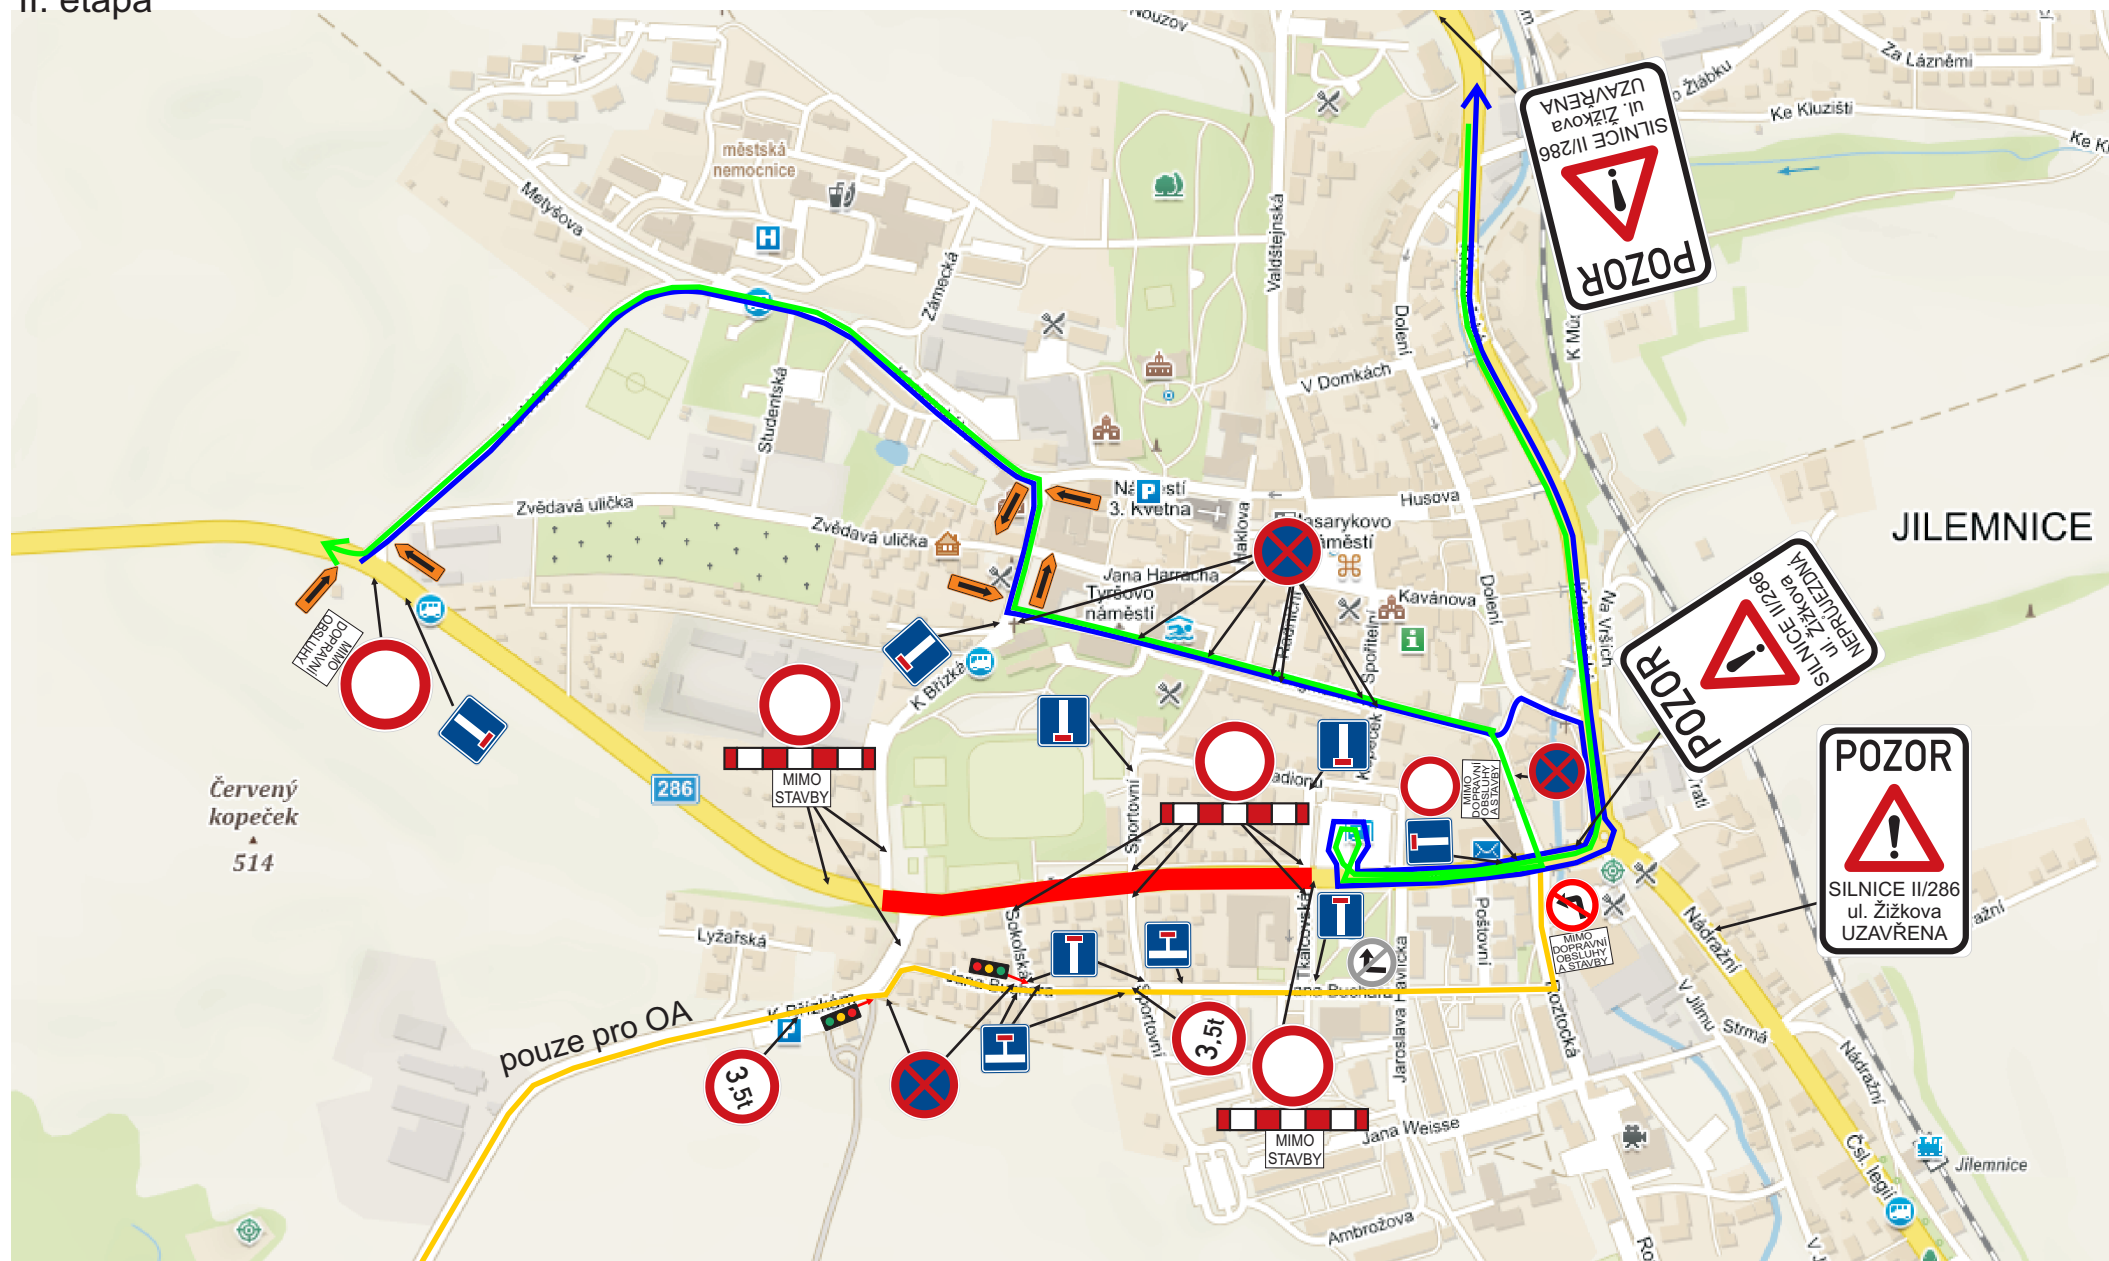 II. etapa
Nouzov
Za Lázněmi
Ke Kluzišti
městská
nemocnice
Metyšova
Zámecká
Valdštejnská
Dolení
V Domkách
Studentská
UZAVŘENA
ul. Žižkova
SILNICE II/286
POZOR
Zvědavá ulička
Zvědavá ulička
3. Května
Husova
Jana Harracha
Tyršovo
náměstí
Kavánova
Dolení
Na Vršich
JILEMNICE
MIMO
DOPRAVNÍ
OBSLUHY
K Břízkám
286
Červený
kopeček
514
MIMO
STAVBY
Sportovní
MIMO
DOPRAVNÍ
OBSLUHY
A STAVBY
POZOR
SILNICE II/286
ul. Žižkova
NEPRŮJEZDNÁ
POZOR
SILNICE II/286
ul. Žižkova
UZAVŘENA
Lyžařská
Sokolská
Tkalcovská
Poštovní
Jaroslava Havlíčka
MIMO
DOPRAVNÍ
OBSLUHY
A STAVBY
Nádražní
Jana Buchara
Roztocká
V Jilmu
Strmá
Nádražní
pouze pro OA
3,5t
3,5t
Sportovní
MIMO
STAVBY
Jana Weisse
Ambrožova
Čsl. legií
Jilemnice